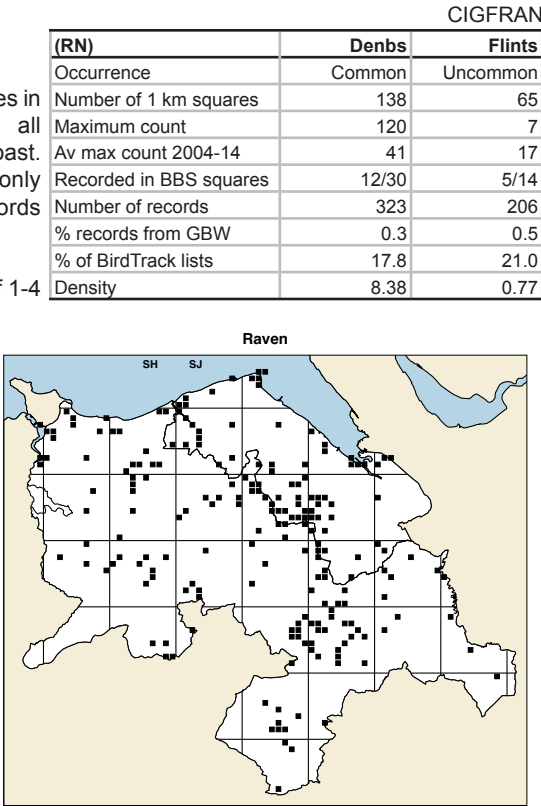 CIGFRAN
(RN) Denbs Flints
Occurrence Common Uncommon
es in Number of 1 km squares 138 65
all Maximum count 120 7
oast. Av max count 2004-14 41 17
only Recorded in BBS squares 12/30 5/14
ords Number of records 323 206
% records from GBW 0.3 0.5
% of BirdTrack lists 17.8 21.0
f 1-4 Density 8.38 0.77
Raven
SH SJ